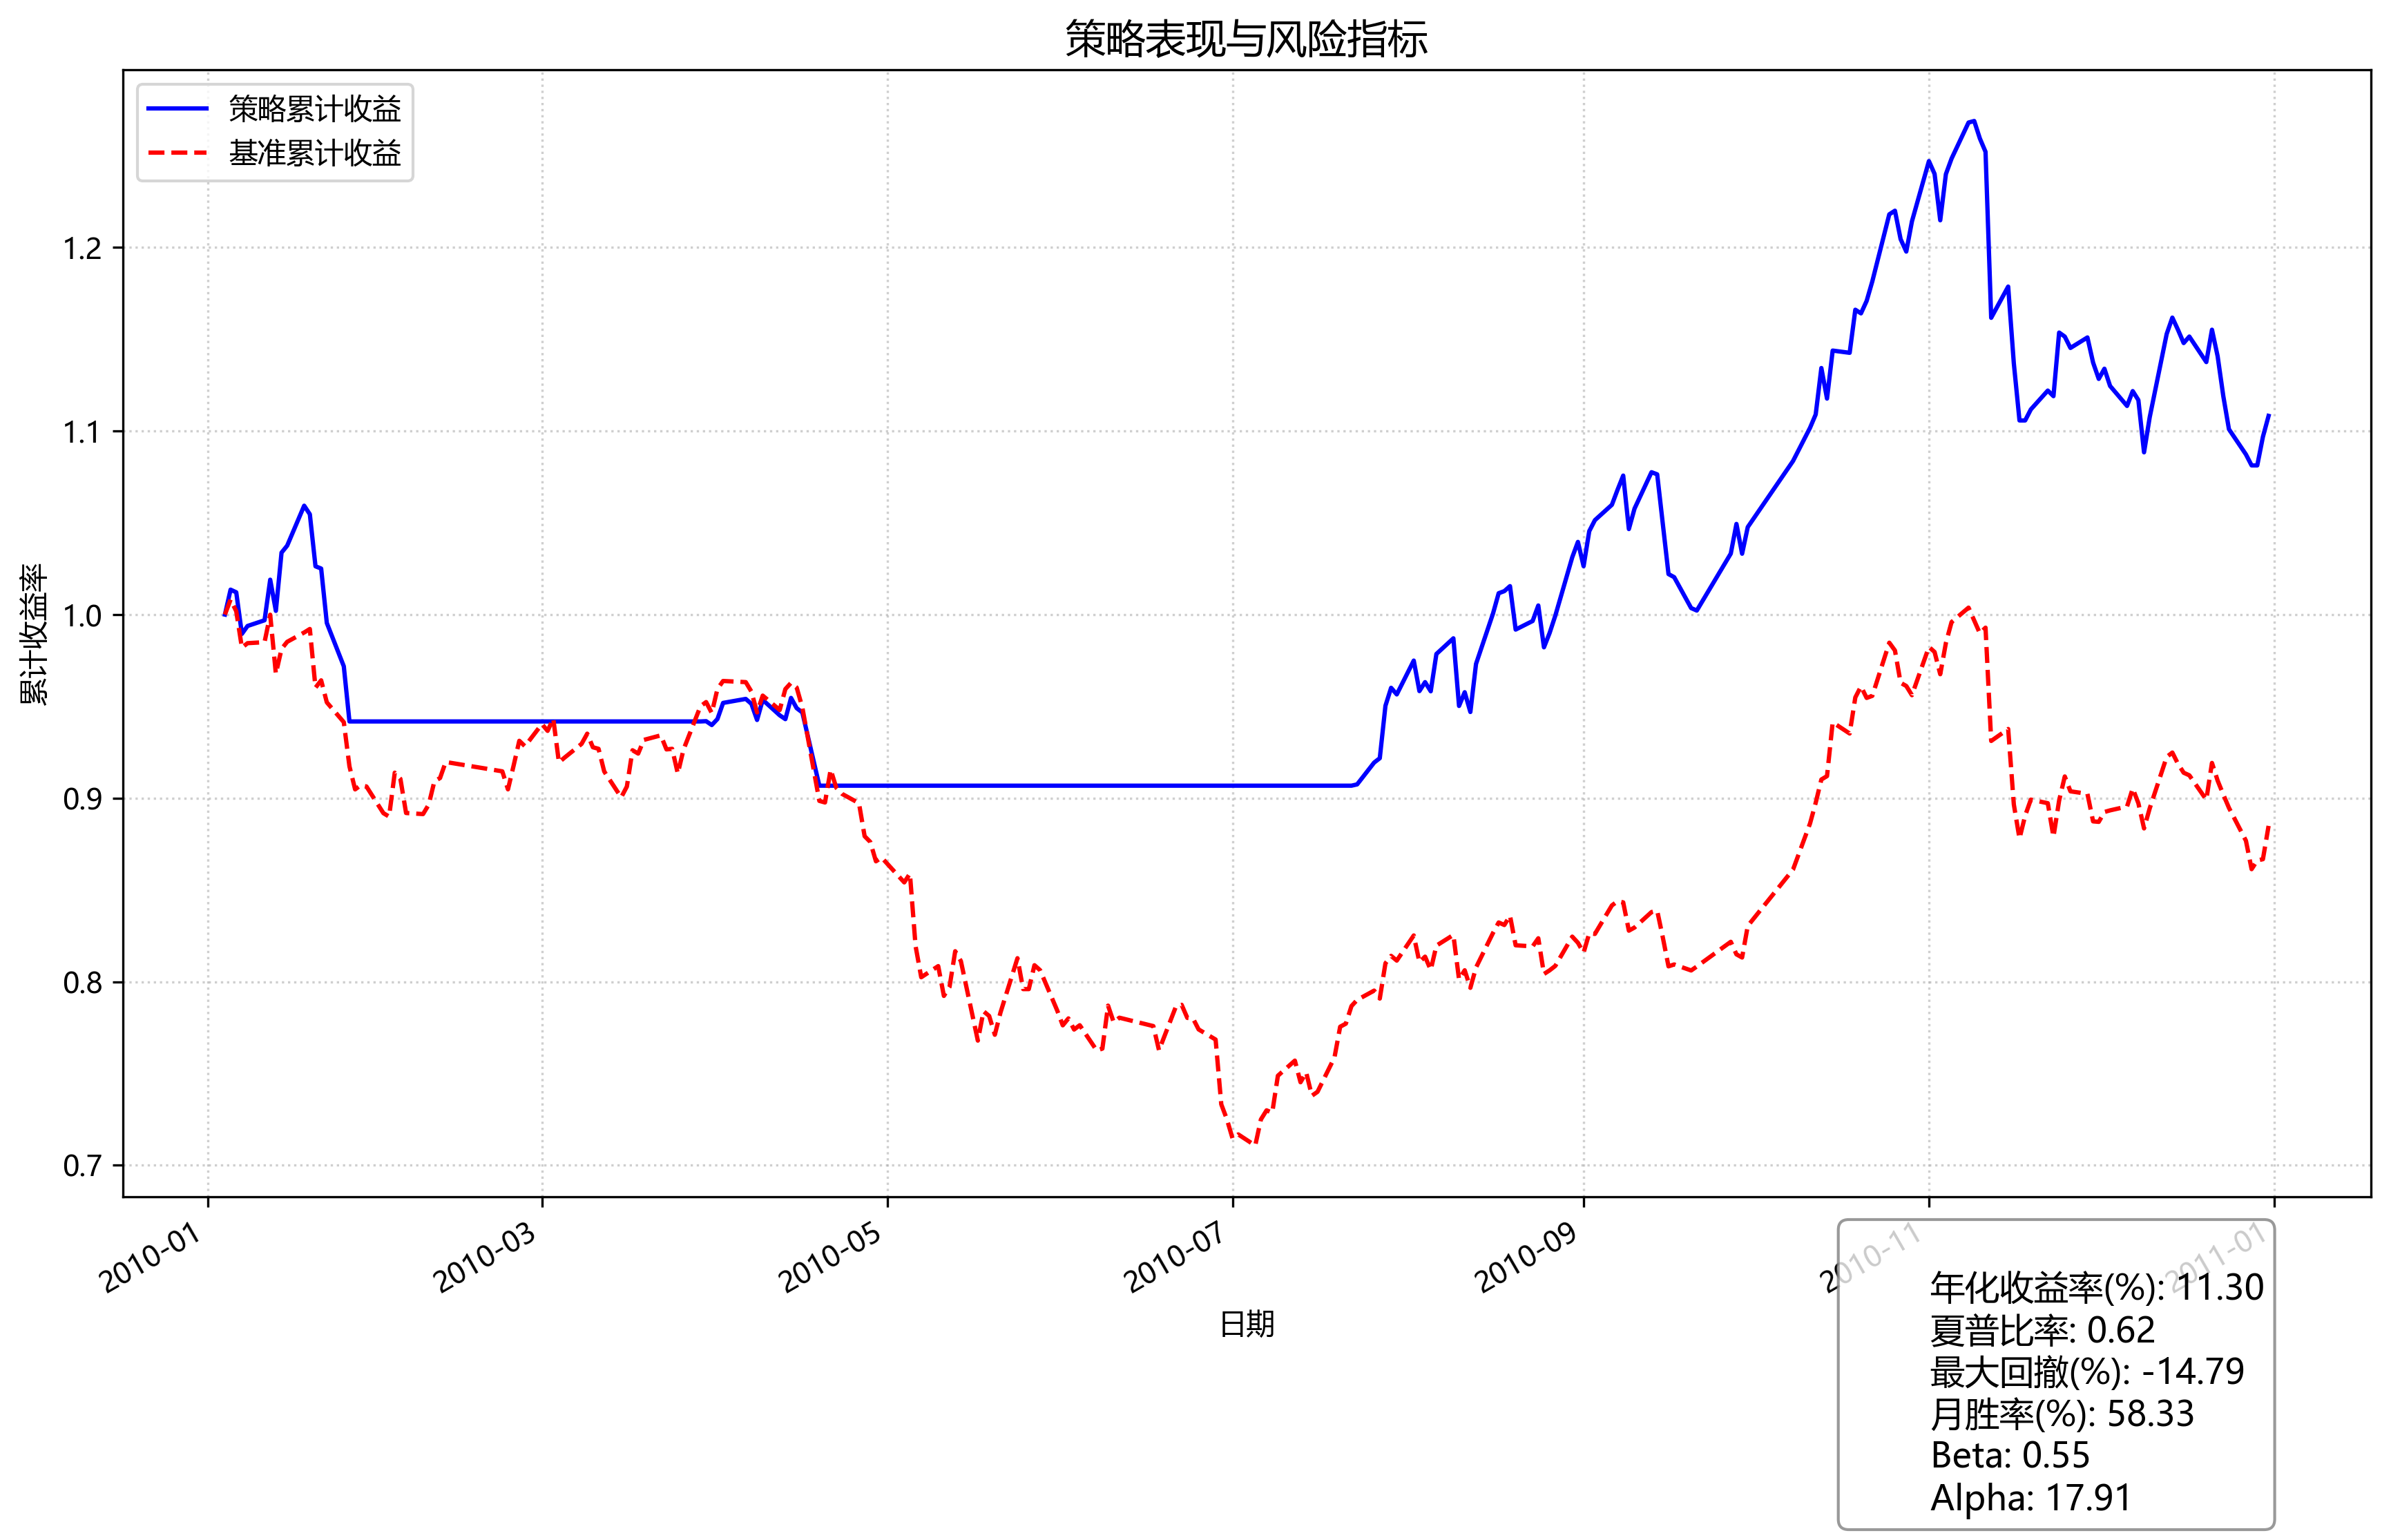 策略表现与风险指标
策略累计收益
基准累计收益
累计收益率
1.2
1.1
1.0
0.9
0.8
0.7
2010-01
2010-03
2010-05
2010-07
2010-09
2010-11
2011-01
日期
年化收益率(%): 11.30
夏普比率: 0.62
最大回撤(%): -14.79
月胜率(%): 58.33
Beta: 0.55
Alpha: 17.91